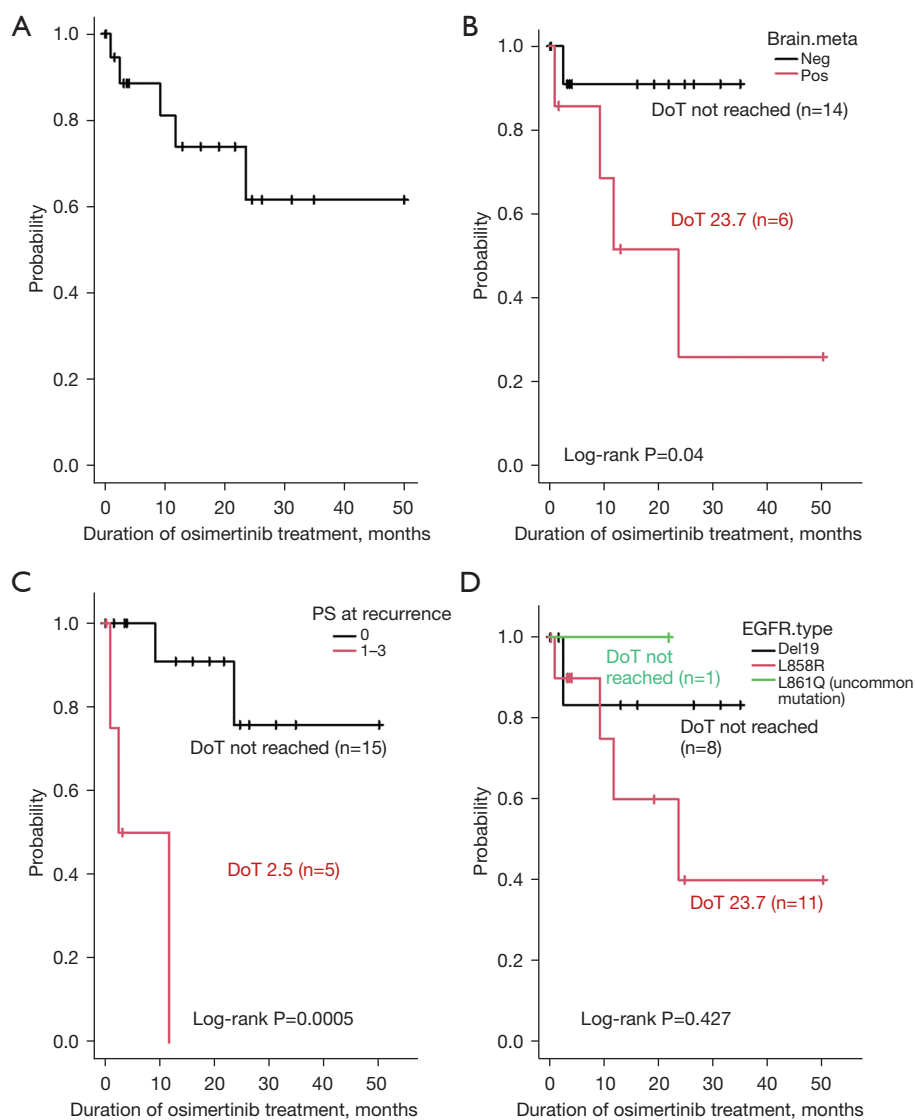 A
1.0
0.8
0.6
0.4
0.2
0.0
Probability
0 10 20 30 40 50
Duration of osimertinib treatment, months
B
Brain.meta
Neg
Pos
1.0
0.8
0.6
0.4
0.2
0.0
Probability
DoT not reached (n=14)
DoT 23.7 (n=6)
Log-rank P=0.04
0 10 20 30 40 50
Duration of osimertinib treatment, months
C
PS at recurrence
0
1–3
1.0
0.8
0.6
0.4
0.2
0.0
Probability
DoT not reached (n=15)
DoT 2.5 (n=5)
Log-rank P=0.0005
0 10 20 30 40 50
Duration of osimertinib treatment, months
D
EGFR.type
Del19
L858R
L861Q (uncommon
mutation)
1.0
0.8
0.6
0.4
0.2
0.0
Probability
DoT not
reached (n=1)
DoT not reached
(n=8)
DoT 23.7 (n=11)
Log-rank P=0.427
0 10 20 30 40 50
Duration of osimertinib treatment, months